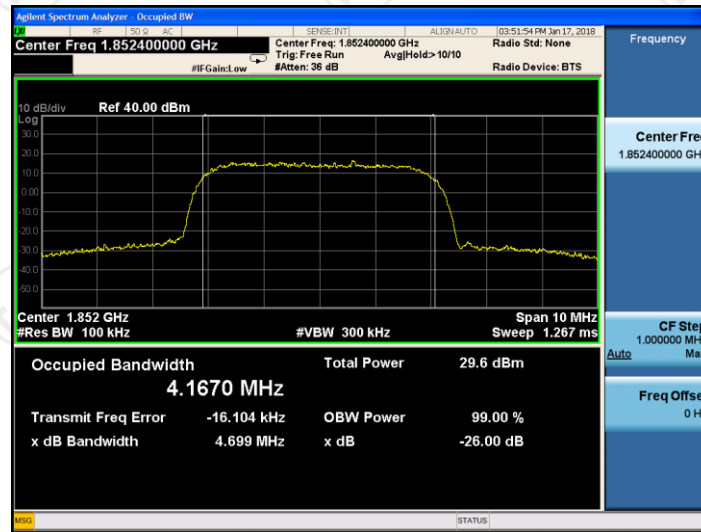 Agilent Spectrum Analyzer - Occupied BW
RF 50 Ω AC SENSE:INT ALIGNAUTO 03:51:54 PM Jan 17, 2018
Center Freq 1.852400000 GHz
Center Freq: 1.852400000 GHz
Radio Std: None
Trig: Free Run Avg|Hold:>10/10
#IFGain:Low #Atten: 36 dB Radio Device: BTS
Frequency
10 dB/div Ref 40.00 dBm
Log
30.0
20.0
10.0
0.00
-10.0
-20.0
-30.0
-40.0
-50.0
Center Fre
1.852400000 GH
Center 1.852 GHz Span 10 MHz
#Res BW 100 kHz #VBW 300 kHz Sweep 1.267 ms
CF Step
1.000000 MH
Auto Ma
Occupied Bandwidth Total Power 29.6 dBm
4.1670 MHz
Transmit Freq Error -16.104 kHz OBW Power 99.00 %
x dB Bandwidth 4.699 MHz x dB -26.00 dB
Freq Offse
0 H
MSG STATUS